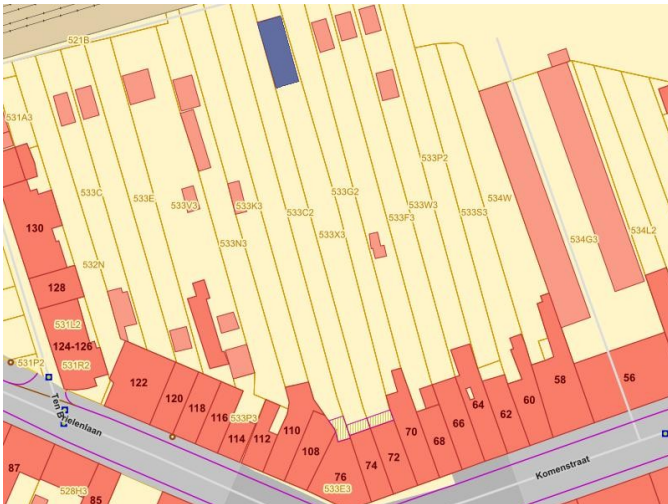 521B
531A3
533P2
533C
533E
533V3
533K3
533G2
533C2
533W3
533F3
533S3
534W
130
533X3
534L2
533N3
534G3
532N
128
531L2
124-126
531P2
531R2
122
120
118
116
533P3
114
112
110
108
76
533E3
74
72
70
68
66
64
62
60
58
56
Ten Brielenlaan
Komenstraat
87
528H3
85